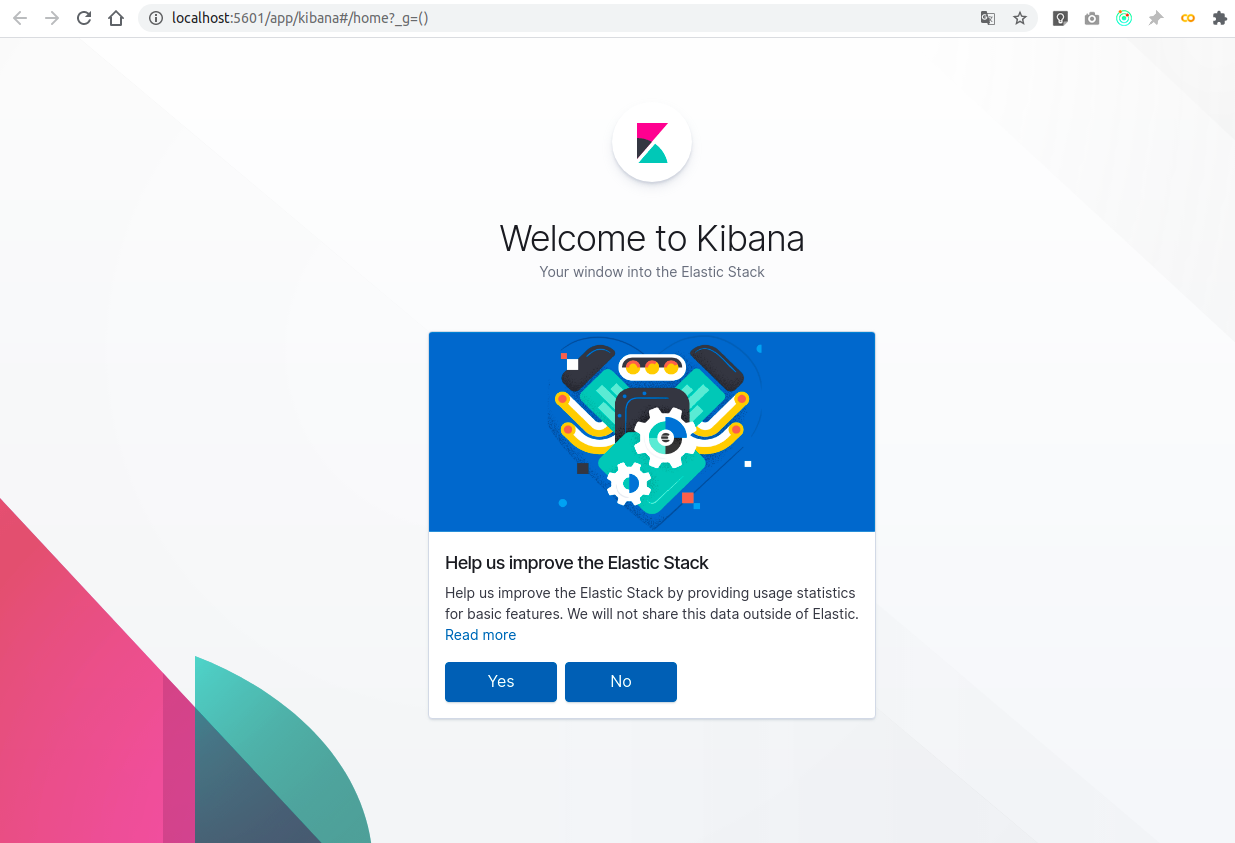 localhost:5601/app/kibana#/home?_g=()
Welcome to Kibana
Your window into the Elastic Stack
Help us improve the Elastic Stack
Help us improve the Elastic Stack by providing usage statistics
for basic features. We will not share this data outside of Elastic.
Read more
Yes No